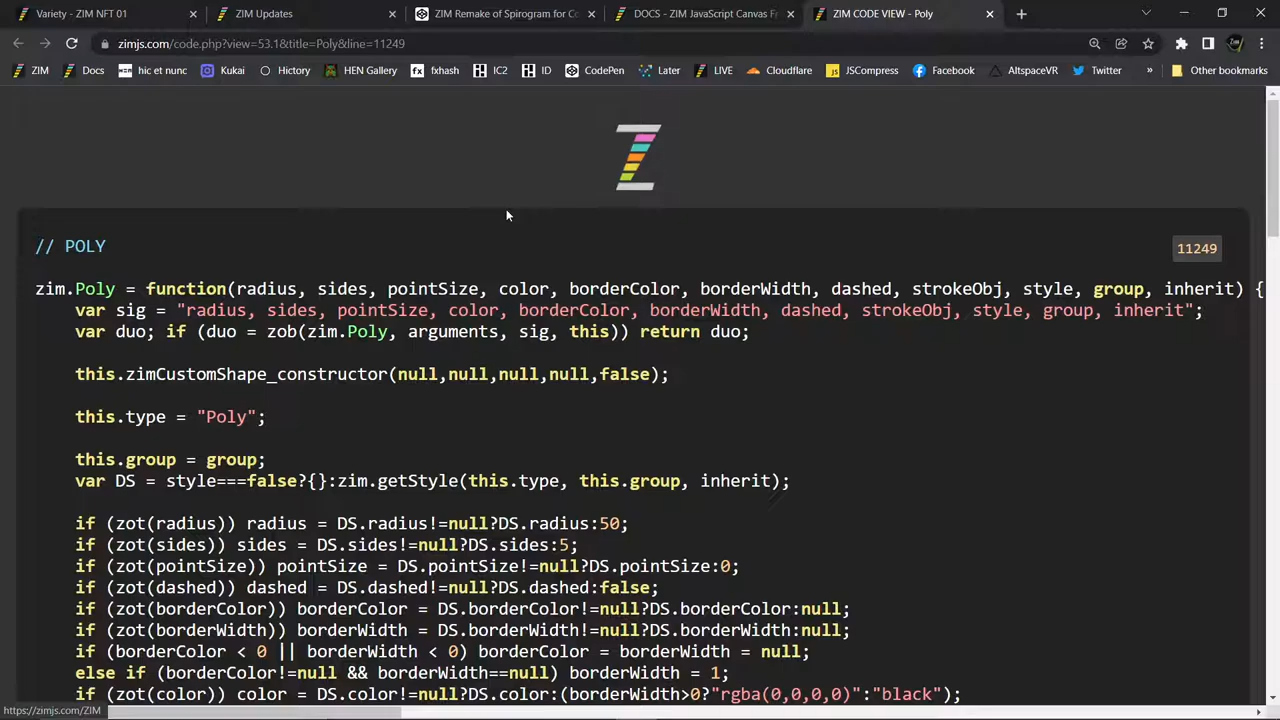 Variety - ZIM NFT 01
ZIM Updates
ZIM Remake of Spirogram for Co
DOCS - ZIM JavaScript Canvas F
ZIM CODE VIEW - Poly
zimjs.com/code.php?view=53.1&title=Poly&line=11249
ZIM
Docs
hic et nunc
Kukai
Hictory
HEN Gallery
fxhash
IC2
ID
CodePen
Later
LIVE
Cloudflare
JSCompress
Facebook
AltspaceVR
Twitter
»
Other bookmarks
// POLY
11249
zim.Poly = function(radius, sides, pointSize, color, borderColor, borderWidth, dashed, strokeObj, style, group, inherit) {
var sig = "radius, sides, pointSize, color, borderColor, borderWidth, dashed, strokeObj, style, group, inherit";
var duo; if (duo = zob(zim.Poly, arguments, sig, this)) return duo;
this.zimCustomShape_constructor(null,null,null,null,false);
this.type = "Poly";
this.group = group;
var DS = style===false?{}:zim.getStyle(this.type, this.group, inherit);
if (zot(radius)) radius = DS.radius!=null?DS.radius:50;
if (zot(sides)) sides = DS.sides!=null?DS.sides:5;
if (zot(pointSize)) pointSize = DS.pointSize!=null?DS.pointSize:0;
if (zot(dashed)) dashed = DS.dashed!=null?DS.dashed:false;
if (zot(borderColor)) borderColor = DS.borderColor!=null?DS.borderColor:null;
if (zot(borderWidth)) borderWidth = DS.borderWidth!=null?DS.borderWidth:null;
if (borderColor < 0 || borderWidth < 0) borderColor = borderWidth = null;
else if (borderColor!=null && borderWidth==null) borderWidth = 1;
if (zot(color)) color = DS.color!=null?DS.color:(borderWidth>0?"rgba(0,0,0,0)":"black");
https://zimjs.com/ZIM